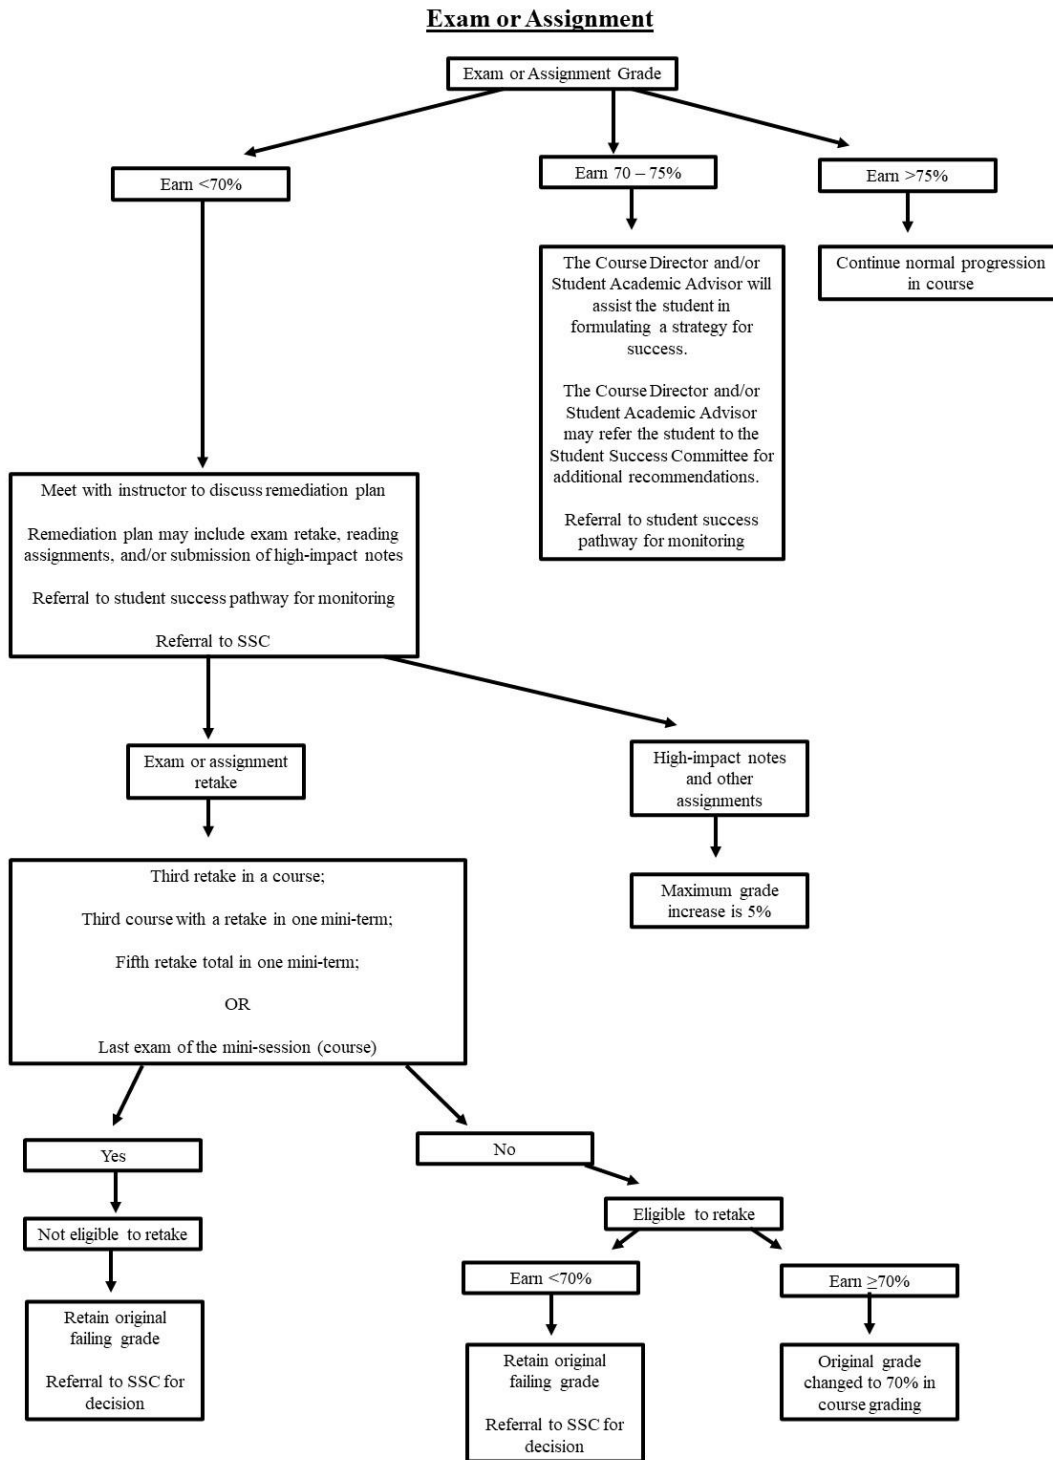 Exam or Assignment
Exam or Assignment Grade
Earn <70%
Earn 70 – 75%
Earn >75%
The Course Director and/or
Student Academic Advisor will
assist the student in
formulating a strategy for
success.
The Course Director and/or
Student Academic Advisor
may refer the student to the
Student Success Committee for
additional recommendations.
Referral to student success
pathway for monitoring
Continue normal progression
in course
Meet with instructor to discuss remediation plan
Remediation plan may include exam retake, reading
assignments, and/or submission of high-impact notes
Referral to student success pathway for monitoring
Referral to SSC
Exam or assignment
retake
High-impact notes
and other
assignments
Maximum grade
increase is 5%
Third retake in a course;
Third course with a retake in one mini-term;
Fifth retake total in one mini-term;
OR
Last exam of the mini-session (course)
Yes
No
Not eligible to retake
Eligible to retake
Retain original
failing grade
Referral to SSC for
decision
Earn <70%
Earn ≥70%
Retain original
failing grade
Referral to SSC for
decision
Original grade
changed to 70% in
course grading